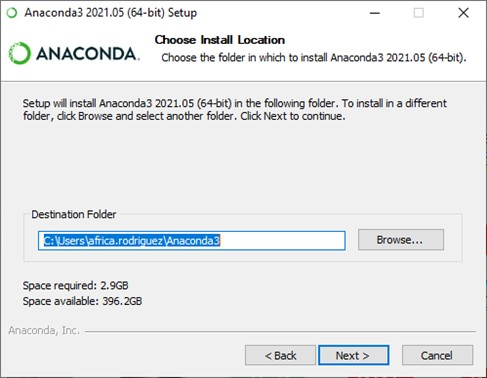 Anaconda3 2021.05 (64-bit) Setup
ANACONDA.
Choose Install Location
Choose the folder in which to install Anaconda3 2021.05 (64-bit).
Setup will install Anaconda3 2021.05 (64-bit) in the following folder. To install in a different
folder, click Browse and select another folder. Click Next to continue.
Destination Folder
C:\Users\africa.rodriguez\Anaconda3
Browse...
Space required: 2.9GB
Space available: 396.2GB
Anaconda, Inc.
< Back
Next >
Cancel